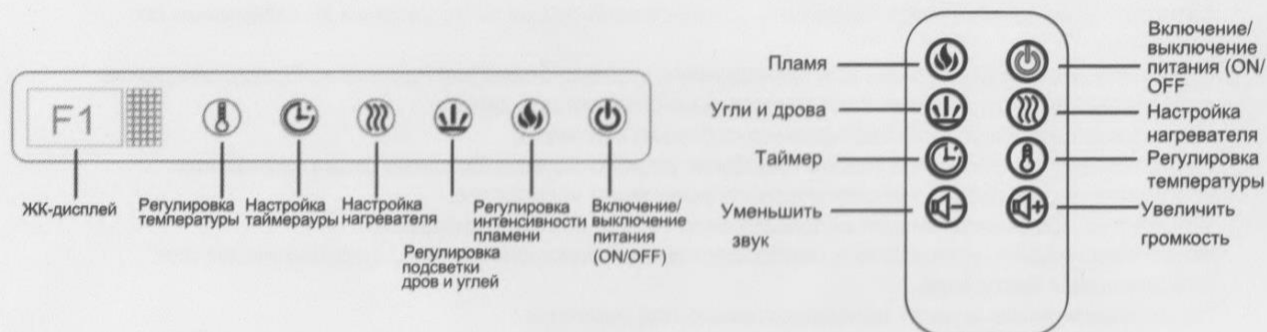 F1
ЖК-дисплей
Регулировка
температуры
Настройка
таймерауры
Настройка
нагревателя
Регулировка
подсветки
дров и углей
Регулировка
интенсивности
пламени
Включение/
выключение
питания
(ON/OFF)
Пламя
Угли и дрова
Таймер
Уменьшить
звук
Включение/
выключение
питания (ON/
OFF
Настройка
нагревателя
Регулировка
температуры
Увеличить
громкость